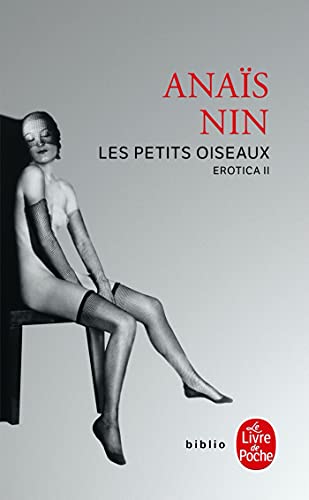 ANAÏS
NIN
LES PETITS OISEAUX
EROTICA II
biblio
Le
Livre
de
Poche